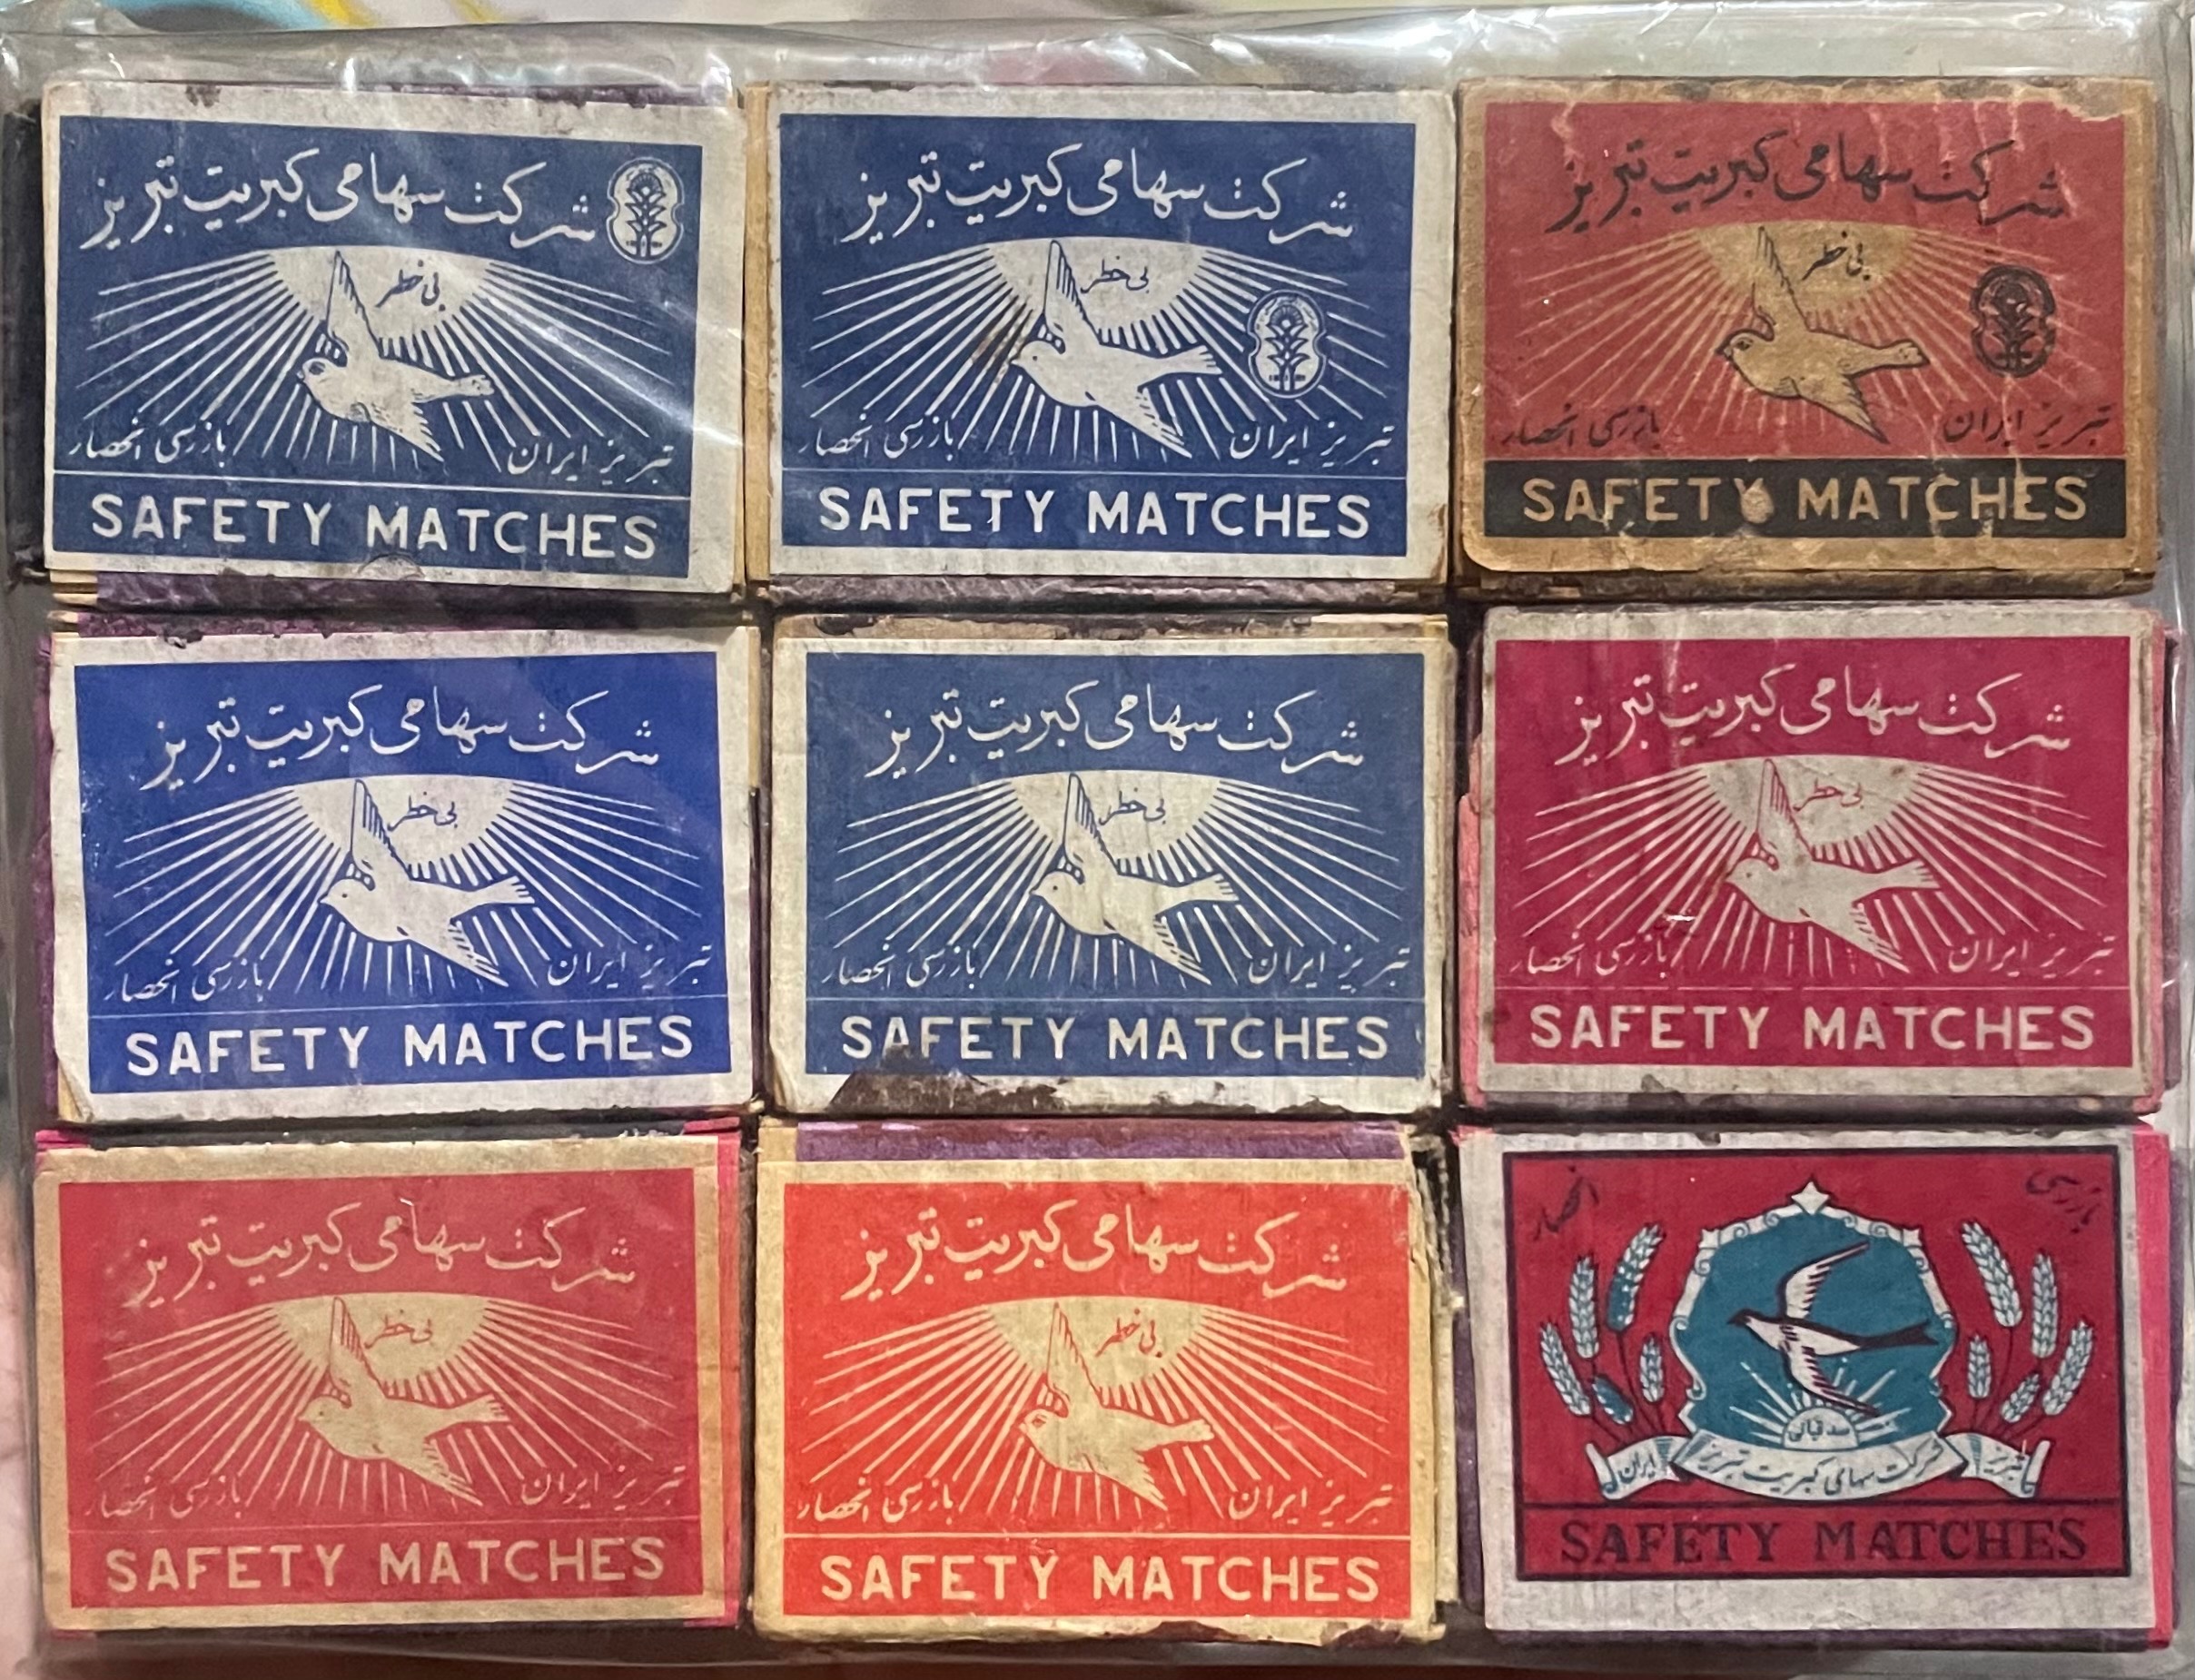 شرکت سهامی کبریت تبریز
بی خطر
تبریز ایران بازرسی انحصار
SAFETY MATCHES
شرکت سهامی کبریت تبریز
بی خطر
تبریز ایران بازرسی انحصار
SAFETY MATCHES
شرکت سهامی کبریت تبریز
بی خطر
تبریز ایران بازرسی انحصار
SAFETY MATCHES
شرکت سهامی کبریت تبریز
بی خطر
تبریز ایران بازرسی انحصار
SAFETY MATCHES
شرکت سهامی کبریت تبریز
بی خطر
تبریز ایران بازرسی انحصار
SAFETY MATCHES
شرکت سهامی کبریت تبریز
بی خطر
تبریز ایران بازرسی انحصار
SAFETY MATCHES
شرکت سهامی کبریت تبریز
بی خطر
تبریز ایران بازرسی انحصار
SAFETY MATCHES
شرکت سهامی کبریت تبریز
بی خطر
تبریز ایران بازرسی انحصار
SAFETY MATCHES
بازرسی انحصار
صدقیانی
تبریز شرکت سهامی کبریت تبریز ایران
SAFETY MATCHES